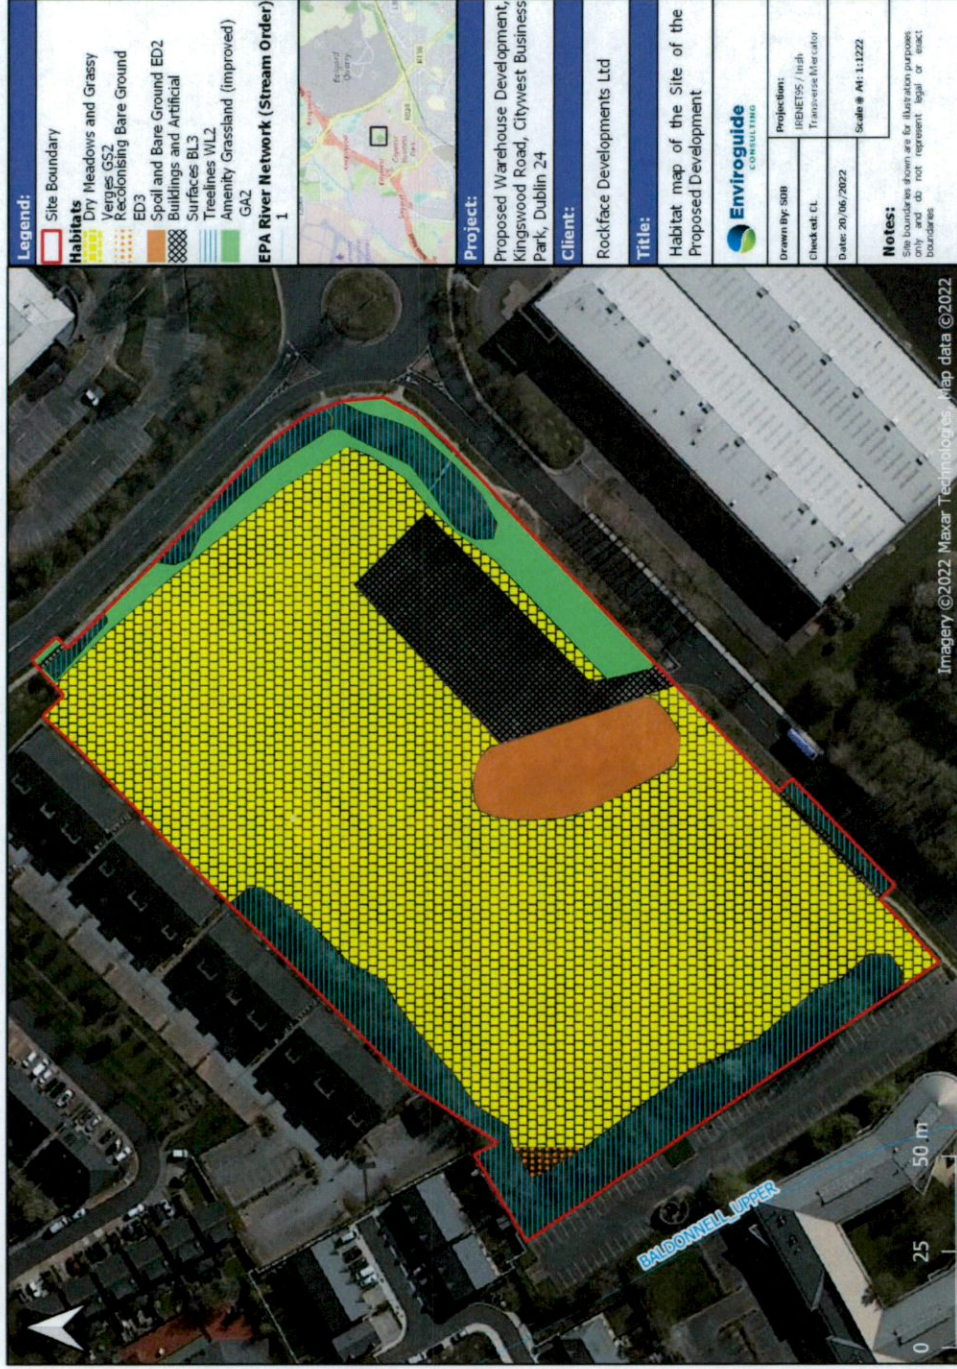 Legend:
Site Boundary
Habitats
Dry Meadows and Grassy
Verges GS2
Recolonising Bare Ground
ED3
Spoil and Bare Ground ED2
Buildings and Artificial
Surfaces BL3
Treelines WL2
Amenity Grassland (improved)
GA2
EPA River Network (Stream Order)
1
Project:
Proposed Warehouse Development,
Kingswood Road, Citywest Business
Park, Dublin 24
Client:
Rockface Developments Ltd
Title:
Habitat map of the Site of the
Proposed Development
Enviroguide
CONSULTING
Drawn By: SOB
Projection:
IRENET95 / Irish
Transverse Mercator
Checked: CL
Date: 20/06/2022
Scale @ A4: 1:1222
Notes:
Site boundaries shown are for illustration purposes
only and do not represent legal or exact
boundaries
BALDONNELL_UPPER
0 25 50 m
Imagery ©2022 Maxar Technologies, Map data ©2022